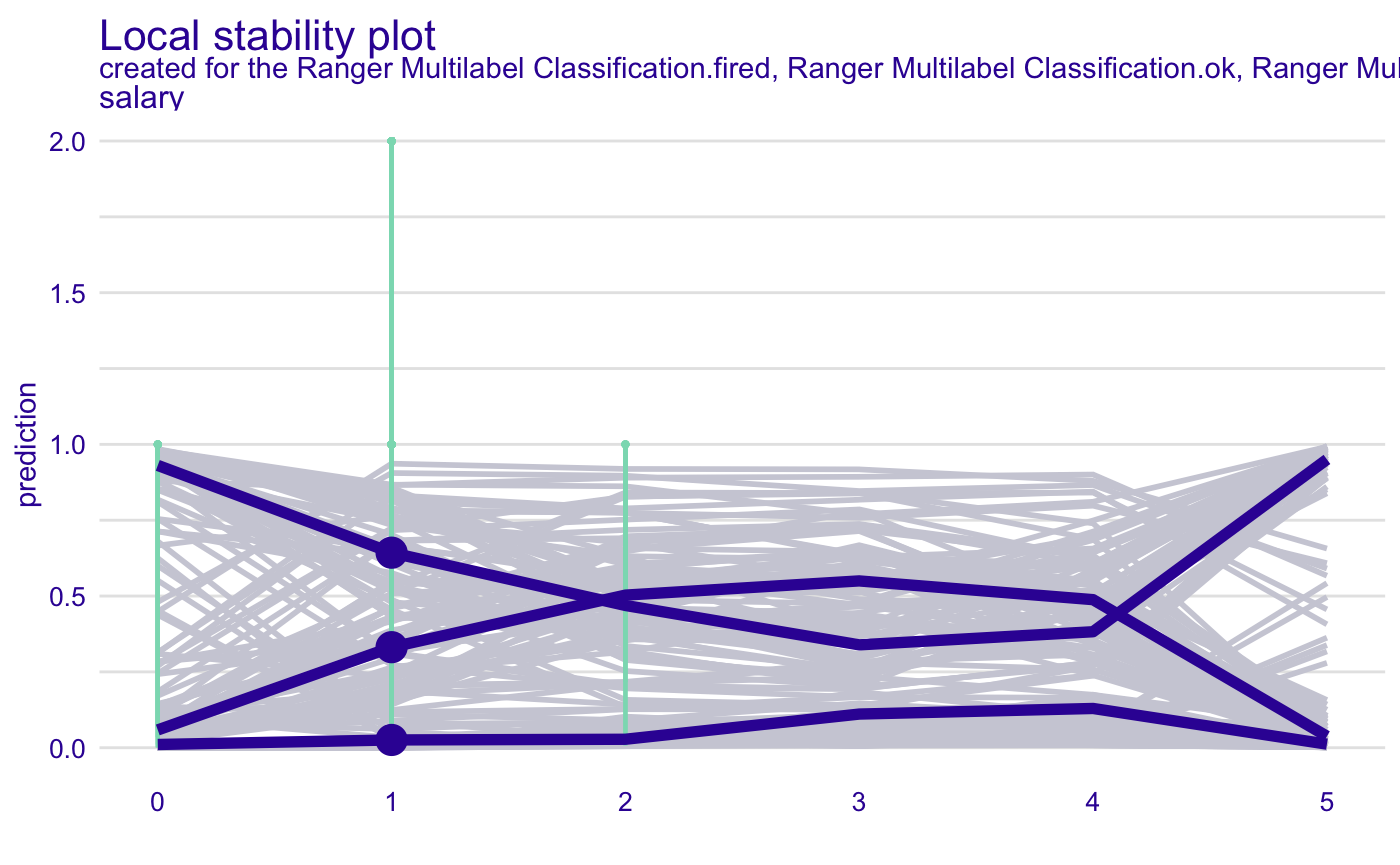 Local stability plot
created for the Ranger Multilabel Classification.fired, Ranger Multilabel Classification.ok, Ranger Mul
salary
2.0
1.5
1.0
0.5
0.0
prediction
0 1 2 3 4 5